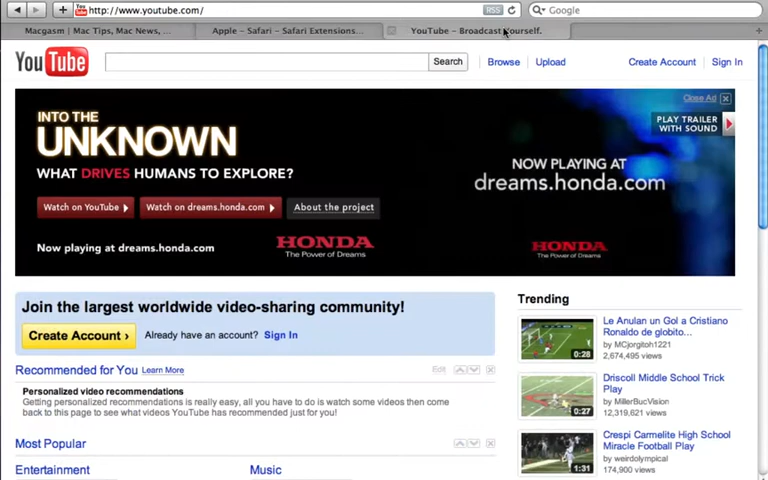 http://www.youtube.com/
RSS
Google
Macgasm | Mac Tips, Mac News, ...
Apple - Safari - Safari Extensions...
YouTube - Broadcast Yourself.
YouTube
Search
Browse
Upload
Create Account
Sign In
Close Ad
INTO THE
UNKNOWN
WHAT DRIVES HUMANS TO EXPLORE?
Watch on YouTube
Watch on dreams.honda.com
About the project
Now playing at dreams.honda.com
HONDA
The Power of Dreams
PLAY TRAILER
WITH SOUND
NOW PLAYING AT
dreams.honda.com
HONDA
The Power of Dreams
Join the largest worldwide video-sharing community!
Create Account ›
Already have an account? Sign In
Recommended for You Learn More
Edit
Personalized video recommendations
Getting personalized recommendations is really easy, all you have to do is watch some videos then come
back to this page to see what videos YouTube has recommended just for you!
Most Popular
Entertainment
Music
Trending
0:28
Le Anulan un Gol a Cristiano
Ronaldo de globito...
by MCjorgitoh1221
2,674,495 views
0:27
Driscoll Middle School Trick
Play
by MillerBucVision
12,319,621 views
1:31
Crespi Carmelite High School
Miracle Football Play
by weirdolympical
174,900 views